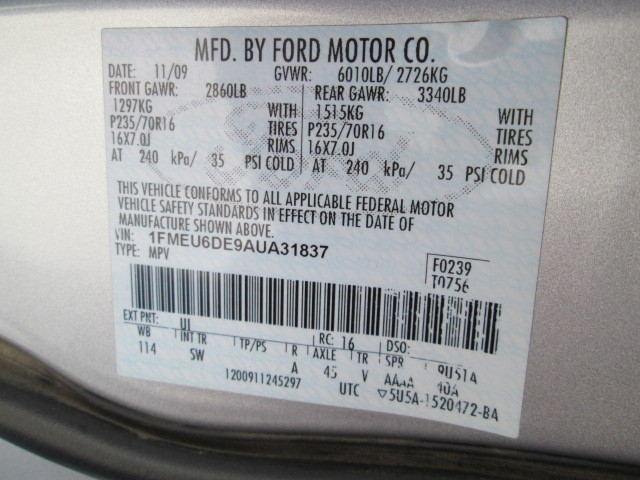 MFD. BY FORD MOTOR CO.
DATE: 11/09 GVWR: 6010LB/ 2726KG
FRONT GAWR: 2860LB REAR GAWR: 3340LB
1297KG WITH 1515KG WITH
P235/70R16 TIRES P235/70R16 TIRES
16X7.0J RIMS 16X7.0J RIMS
AT 240 kPa/ 35 PSI COLD AT 240 kPa/ 35 PSI COLD
THIS VEHICLE CONFORMS TO ALL APPLICABLE FEDERAL MOTOR
VEHICLE SAFETY STANDARDS IN EFFECT ON THE DATE OF
MANUFACTURE SHOWN ABOVE.
VIN: 1FMEU6DE9AUA31837
TYPE: MPV
F0239
T0756
EXT PNT: UI RC: 16 DSO:
WB INT TR TP/PS R AXLE TR SPR 9U51A
114 SW A 45 V AAAA 40A
1200911245297 UTC ▽5U5A-1520472-BA